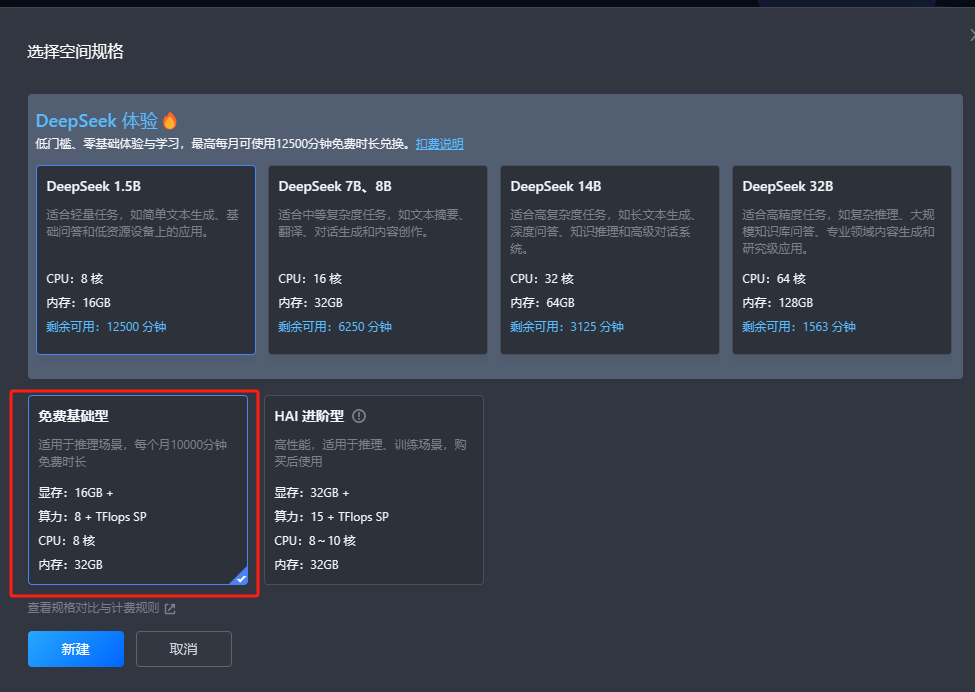 选择空间规格
DeepSeek 体验🔥
低门槛、零基础体验与学习，最高每月可使用12500分钟免费时长兑换。扣费说明
DeepSeek 1.5B
适合轻量任务，如简单文本生成、基
础问答和低资源设备上的应用。
CPU：8 核
内存：16GB
剩余可用：12500 分钟
DeepSeek 7B、8B
适合中等复杂度任务，如文本摘要、
翻译、对话生成和内容创作。
CPU：16 核
内存：32GB
剩余可用：6250 分钟
DeepSeek 14B
适合高复杂度任务，如长文本生成、
深度问答、知识推理和高级对话系
统。
CPU：32 核
内存：64GB
剩余可用：3125 分钟
DeepSeek 32B
适合高精度任务，如复杂推理、大规
模知识库问答、专业领域内容生成和
研究级应用。
CPU：64 核
内存：128GB
剩余可用：1563 分钟
免费基础型
适用于推理场景，每个月10000分钟
免费时长
显存：16GB +
算力：8 + TFlops SP
CPU：8 核
内存：32GB
HAI 进阶型
高性能，适用于推理、训练场景，购
买后使用
显存：32GB +
算力：15 + TFlops SP
CPU：8~10 核
内存：32GB
查看规格对比与计费规则
新建
取消